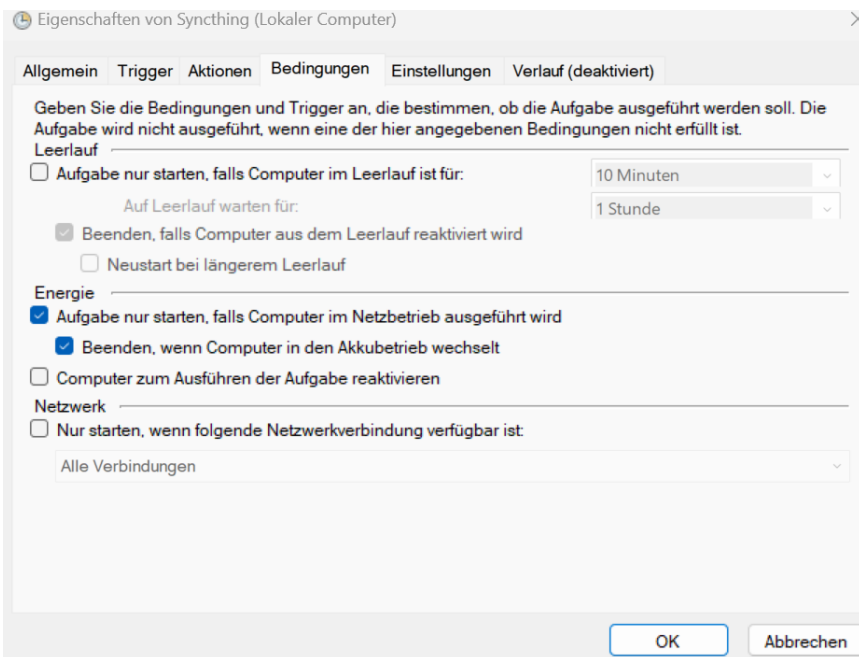 Eigenschaften von Syncthing (Lokaler Computer)
Allgemein Trigger Aktionen Bedingungen Einstellungen Verlauf (deaktiviert)
Geben Sie die Bedingungen und Trigger an, die bestimmen, ob die Aufgabe ausgeführt werden soll. Die
Aufgabe wird nicht ausgeführt, wenn eine der hier angegebenen Bedingungen nicht erfüllt ist.
Leerlauf
Aufgabe nur starten, falls Computer im Leerlauf ist für: 10 Minuten
Auf Leerlauf warten für: 1 Stunde
Beenden, falls Computer aus dem Leerlauf reaktiviert wird
Neustart bei längerem Leerlauf
Energie
Aufgabe nur starten, falls Computer im Netzbetrieb ausgeführt wird
Beenden, wenn Computer in den Akkubetrieb wechselt
Computer zum Ausführen der Aufgabe reaktivieren
Netzwerk
Nur starten, wenn folgende Netzwerkverbindung verfügbar ist:
Alle Verbindungen
OK Abbrechen